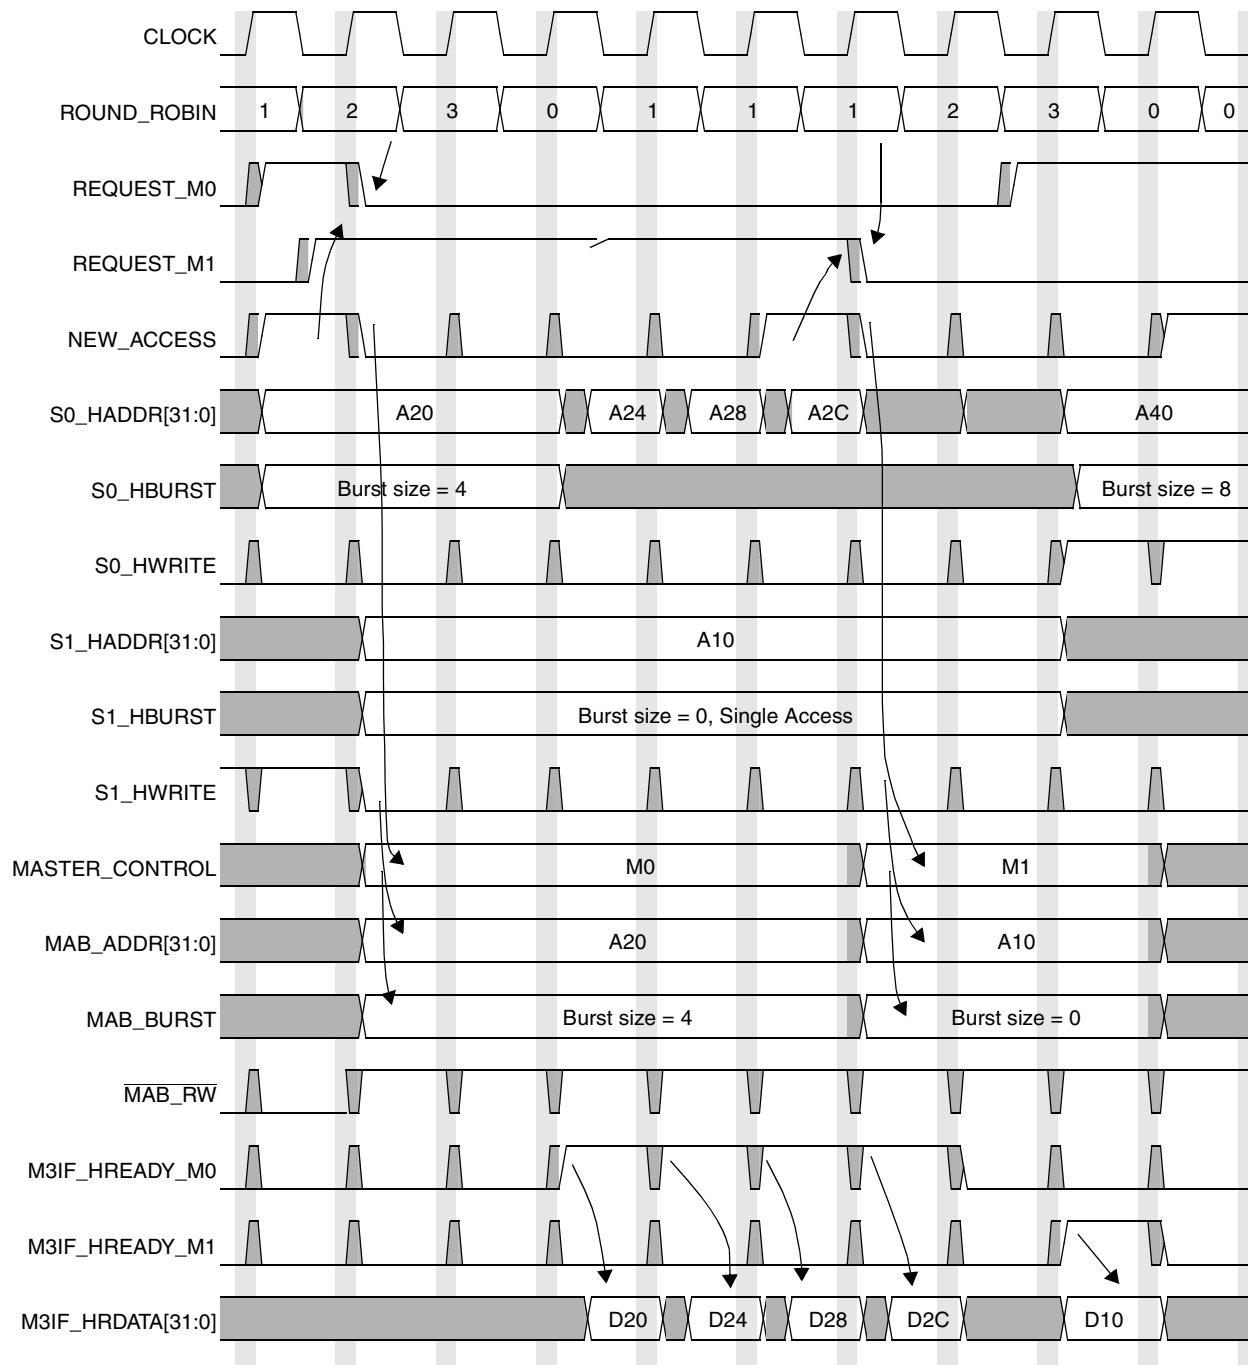 CLOCK
ROUND_ROBIN 1 2 3 0 1 1 1 2 3 0 0
REQUEST_M0
REQUEST_M1
NEW_ACCESS
S0_HADDR[31:0] A20 A24 A28 A2C A40
S0_HBURST Burst size = 4 Burst size = 8
S0_HWRITE
S1_HADDR[31:0] A10
S1_HBURST Burst size = 0, Single Access
S1_HWRITE
MASTER_CONTROL M0 M1
MAB_ADDR[31:0] A20 A10
MAB_BURST Burst size = 4 Burst size = 0
MAB_RW
M3IF_HREADY_M0
M3IF_HREADY_M1
M3IF_HRDATA[31:0] D20 D24 D28 D2C D10